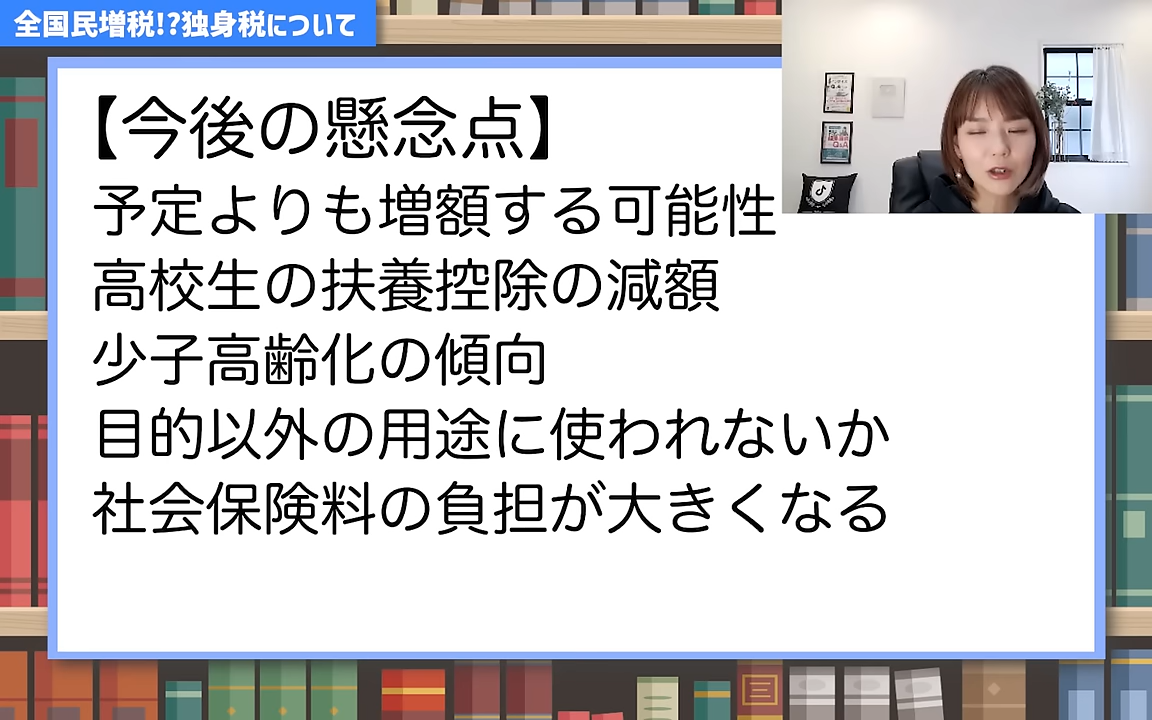 全国民増税!?独身税について
【今後の懸念点】
予定よりも増額する可能性
高校生の扶養控除の減額
少子高齢化の傾向
目的以外の用途に使われないか
社会保険料の負担が大きくなる
Q&A